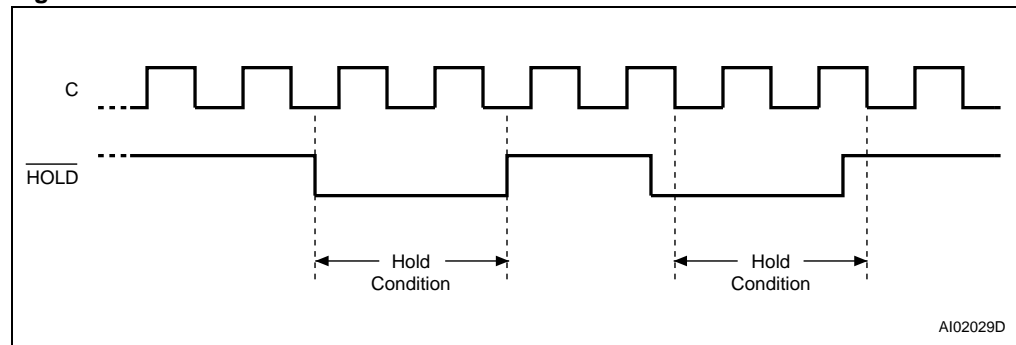 C
HOLD
Hold Hold
Condition Condition
AI02029D